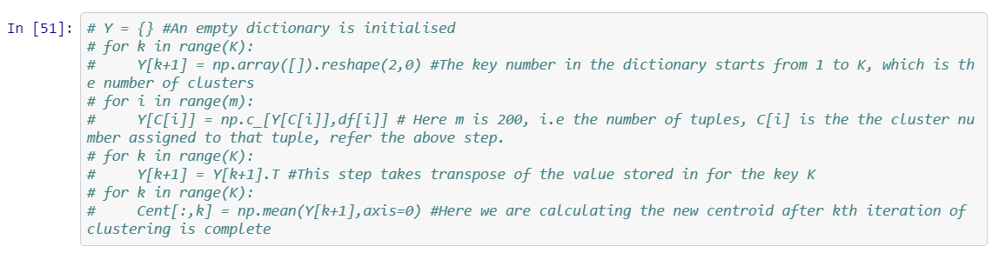 In [51]: # Y = {} #An empty dictionary is initialised
# for k in range(K):
#     Y[k+1] = np.array([]).reshape(2,0) #The key number in the dictionary starts from 1 to K, which is th
e number of clusters
# for i in range(m):
#     Y[C[i]] = np.c_[Y[C[i]],df[i]] # Here m is 200, i.e the number of tuples, C[i] is the the cluster nu
mber assigned to that tuple, refer the above step.
# for k in range(K):
#     Y[k+1] = Y[k+1].T #This step takes transpose of the value stored in for the key K
# for k in range(K):
#     Cent[:,k] = np.mean(Y[k+1],axis=0) #Here we are calculating the new centroid after kth iteration of
clustering is complete